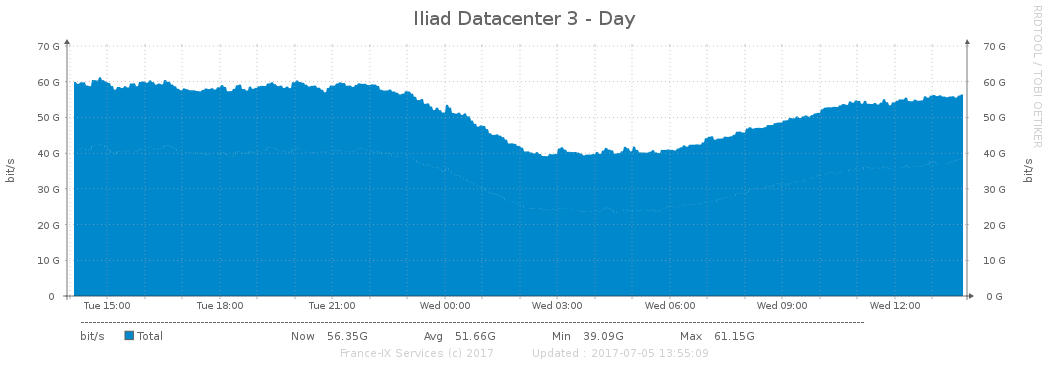 Iliad Datacenter 3 - Day
RRDTOOL / TOBI OETIKER
70 G 70 G
60 G 60 G
50 G 50 G
40 G 40 G
30 G 30 G
20 G 20 G
10 G 10 G
0 0 G
bit/s bit/s
Tue 15:00 Tue 18:00 Tue 21:00 Wed 00:00 Wed 03:00 Wed 06:00 Wed 09:00 Wed 12:00
bit/s Total Now 56.35G Avg 51.66G Min 39.09G Max 61.15G
France-IX Services (c) 2017 Updated : 2017-07-05 13:55:09